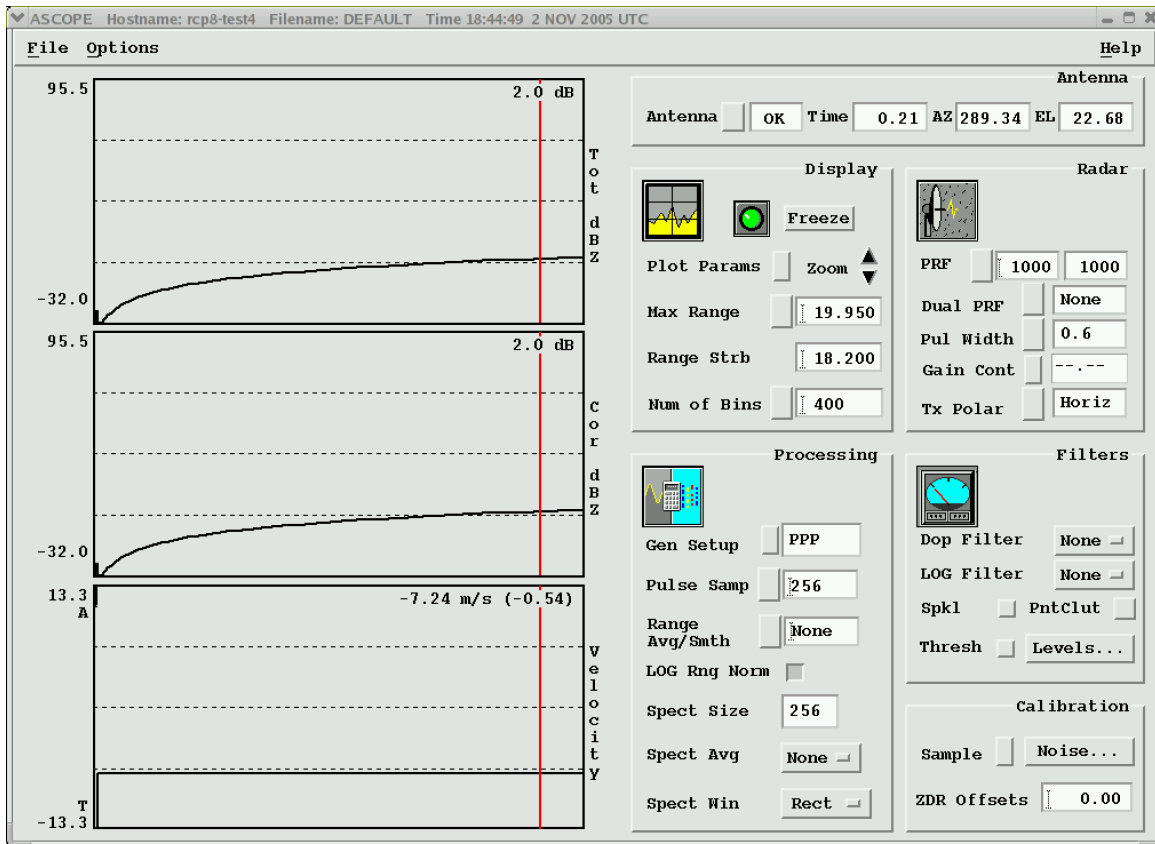 ASCOPE Hostname: rcp8-test4 Filename: DEFAULT Time 18:44:49 2 NOV 2005 UTC
File Options Help
95.5
2.0 dB
-32.0
Tot dBZ
95.5
2.0 dB
-32.0
Cor dBZ
13.3
A
-7.24 m/s (-0.54)
T
-13.3
Velocity
Antenna
Antenna OK Time 0.21 AZ 289.34 EL 22.68
Display
Freeze
Plot Params Zoom
Max Range 19.950
Range Strb 18.200
Num of Bins 400
Radar
PRF 1000 1000
Dual PRF None
Pul Width 0.6
Gain Cont --.--
Tx Polar Horiz
Processing
Gen Setup PPP
Pulse Samp 256
Range
Avg/Smth None
LOG Rng Norm
Spect Size 256
Spect Avg None
Spect Win Rect
Filters
Dop Filter None
LOG Filter None
Spkl PntClut
Thresh Levels...
Calibration
Sample Noise...
ZDR Offsets 0.00